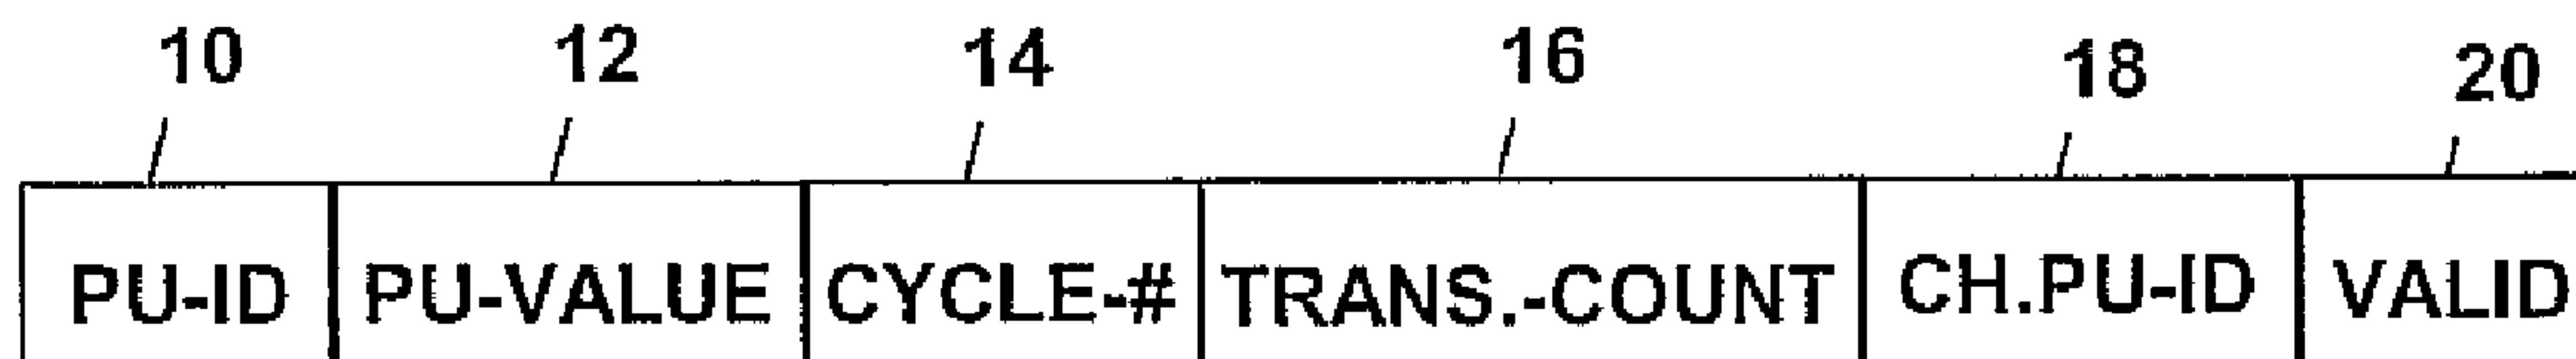 10 12 14 16 18 20
PU-ID PU-VALUE CYCLE-# TRANS.-COUNT CH.PU-ID VALID